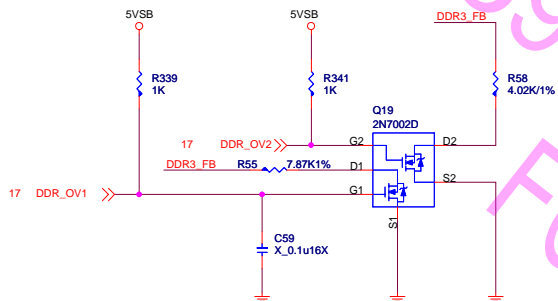 5VSB
5VSB
DDR3_FB
R339
1K
R341
1K
R58
4.02K/1%
Q19
2N7002D
17 DDR_OV2
G2
D2
DDR3_FB
R55 7.87K1%
D1
S2
17 DDR_OV1
G1
S1
C59
X_0.1u16X